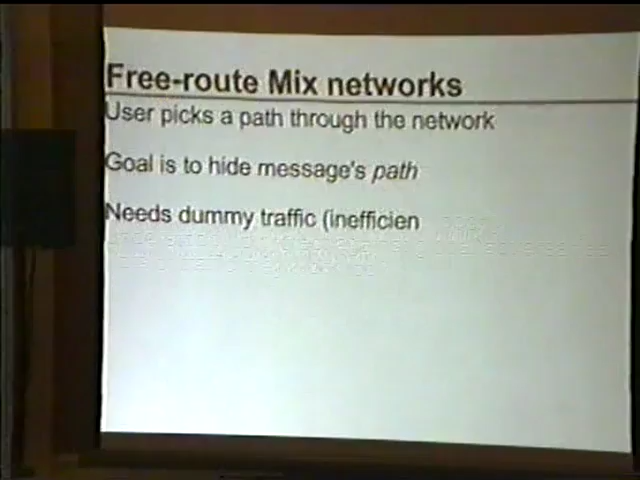 Free-route Mix networks
User picks a path through the network
Goal is to hide message's path
Needs dummy traffic (inefficien